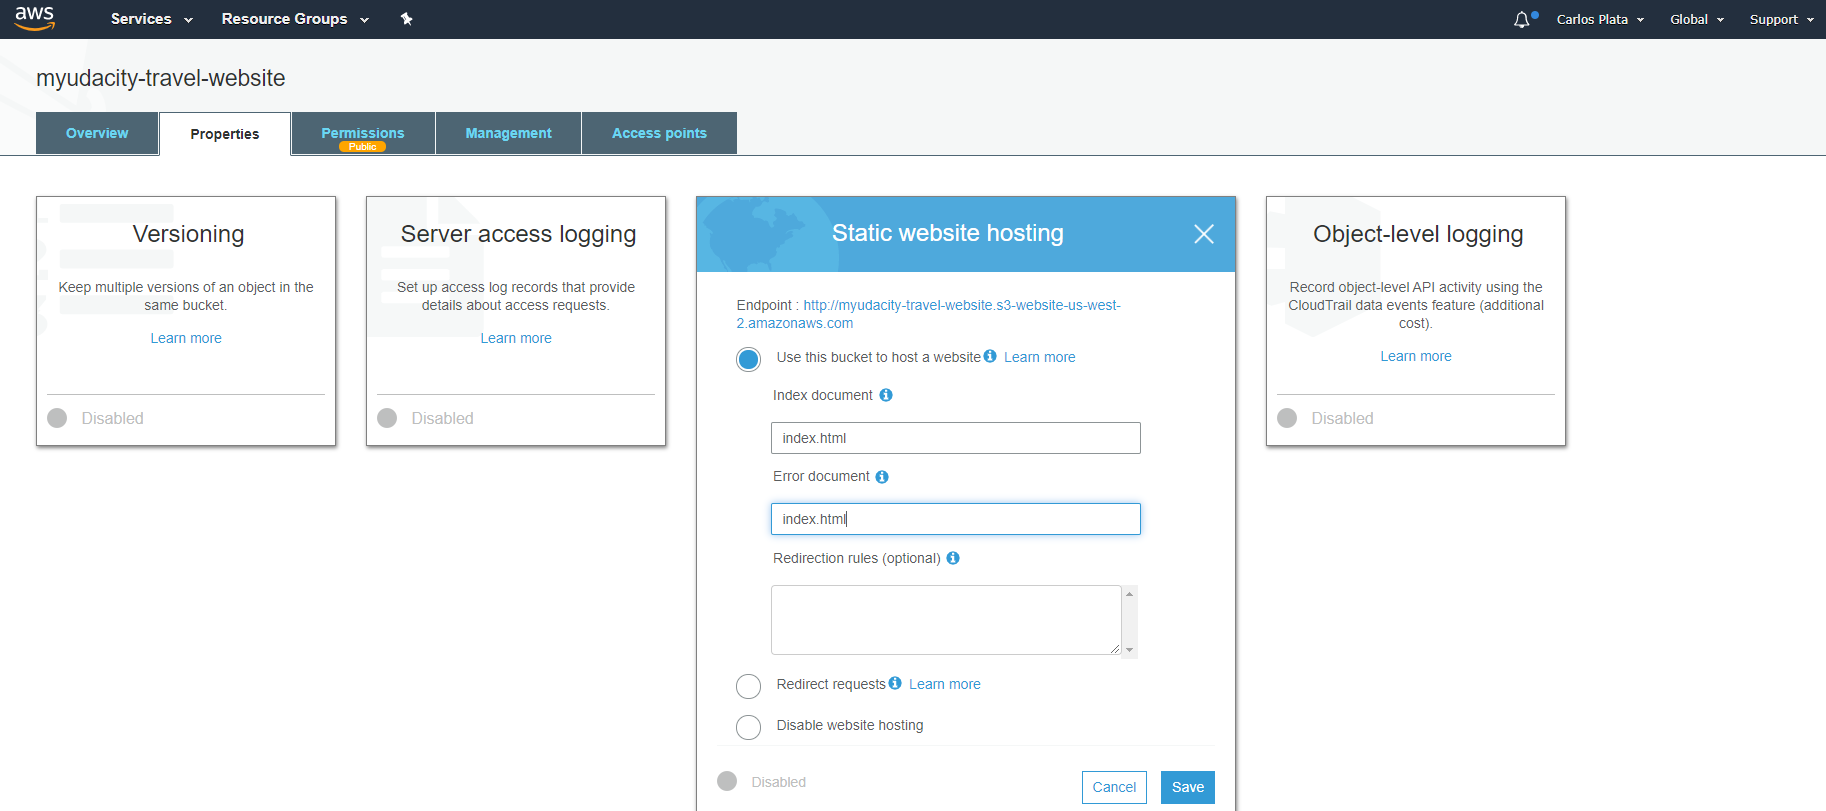 aws Services Resource Groups Carlos Plata Global Support
myudacity-travel-website
Overview Properties Permissions Management Access points
Public
Versioning
Keep multiple versions of an object in the
same bucket.
Learn more
Disabled
Server access logging
Set up access log records that provide
details about access requests.
Learn more
Disabled
Static website hosting
Endpoint : http://myudacity-travel-website.s3-website-us-west-
2.amazonaws.com
Use this bucket to host a website Learn more
Index document
index.html
Error document
index.html
Redirection rules (optional)
Redirect requests Learn more
Disable website hosting
Disabled Cancel Save
Object-level logging
Record object-level API activity using the
CloudTrail data events feature (additional
cost).
Learn more
Disabled